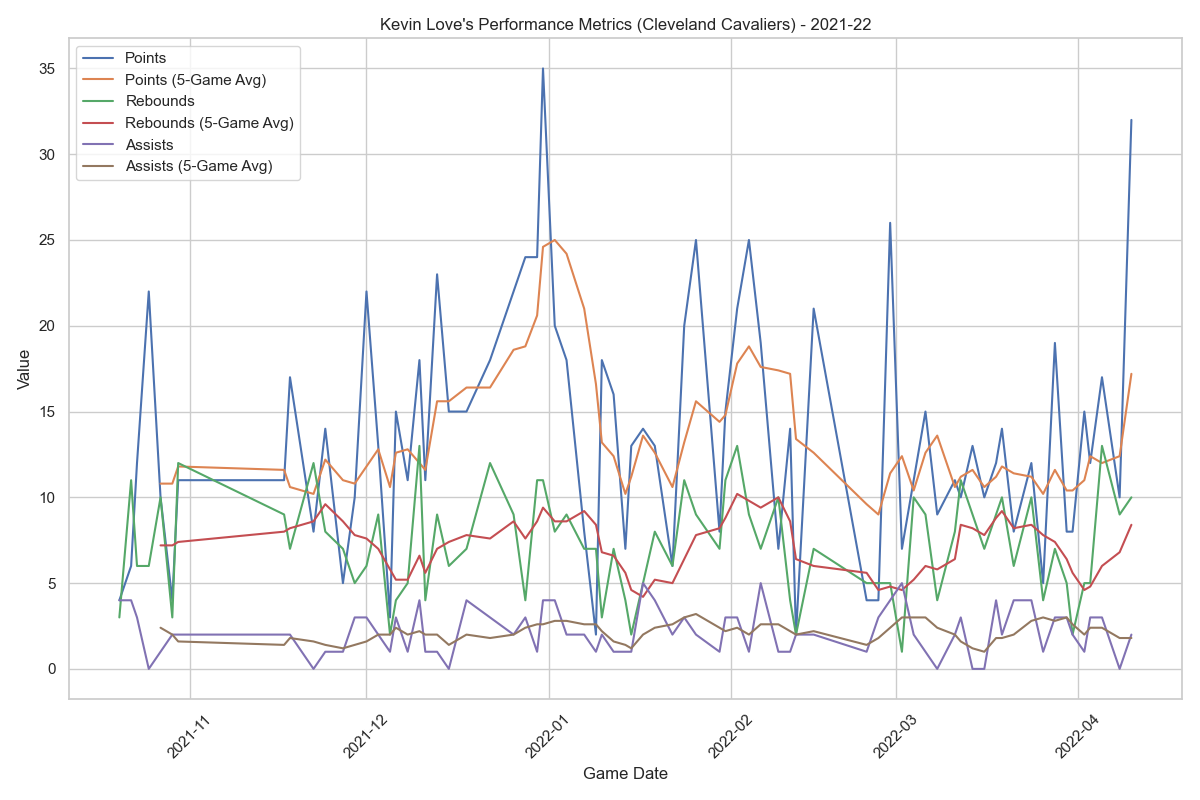 Kevin Love's Performance Metrics (Cleveland Cavaliers) - 2021-22
Points
Points (5-Game Avg)
Rebounds
Rebounds (5-Game Avg)
Assists
Assists (5-Game Avg)
Value
35
30
25
20
15
10
5
0
2021-11
2021-12
2022-01
2022-02
2022-03
2022-04
Game Date